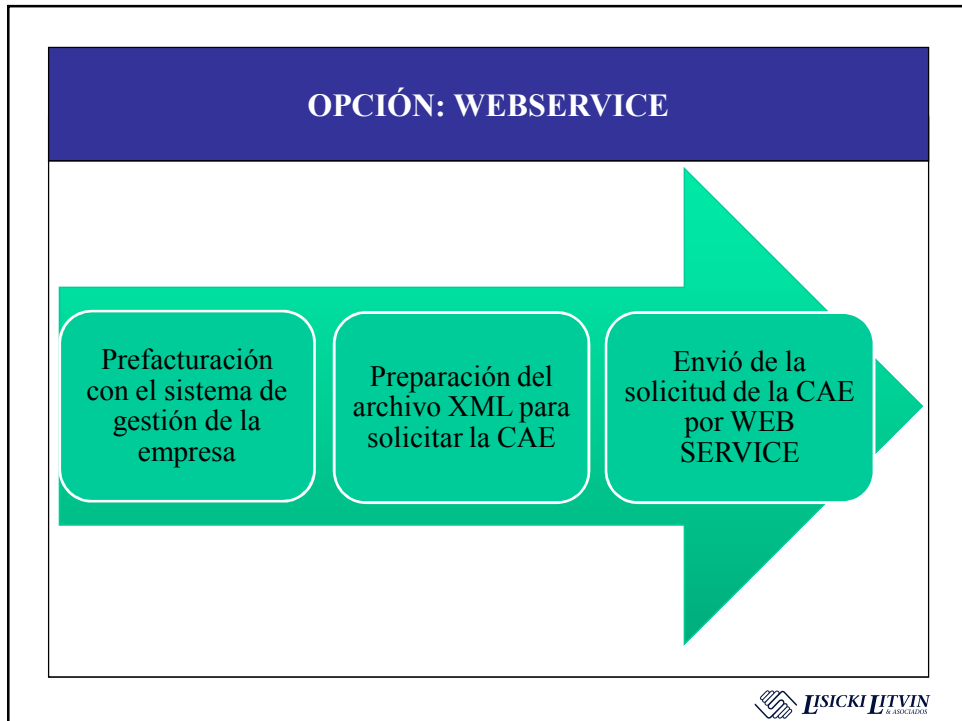 OPCIÓN: WEBSERVICE
Prefacturación
con el sistema de
gestión de la
empresa
Preparación del
archivo XML para
solicitar la CAE
Envió de la
solicitud de la CAE
por WEB
SERVICE
LISICKI LITVIN
& ASOCIADOS